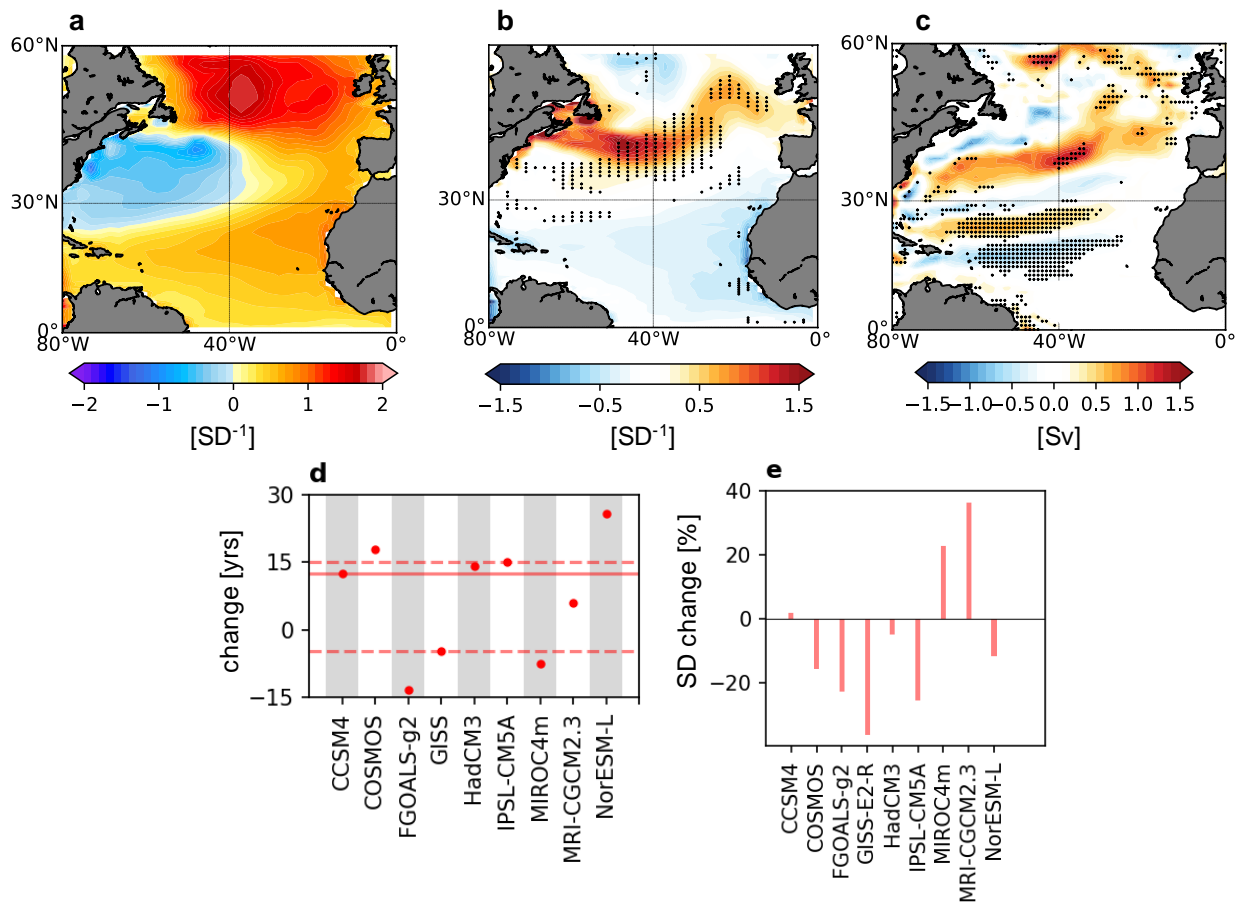 a b c
60°N 60°
30°N 30°N 30°N
0° 0° 0°
80°W 40°W 0° 80°W 40°W 0° 80°W 40°W 0°
−2 −1 0 1 2 −1.5 −0.5 0.5 1.5 −1.5 −1.0 −0.5 0.0 0.5 1.0 1.5
[SD-1] [SD-1] [Sv]
d
change [yrs]
30
15
0
−15
CCSM4
COSMOS
FGOALS-g2
GISS
HadCM3
IPSL-CM5A
MIROC4m
MRI-CGCM2.3
NorESM-L
e
SD change [%]
40
20
0
−20
CCSM4
COSMOS
FGOALS-g2
GISS-E2-R
HadCM3
IPSL-CM5A
MIROC4m
MRI-CGCM2.3
NorESM-L